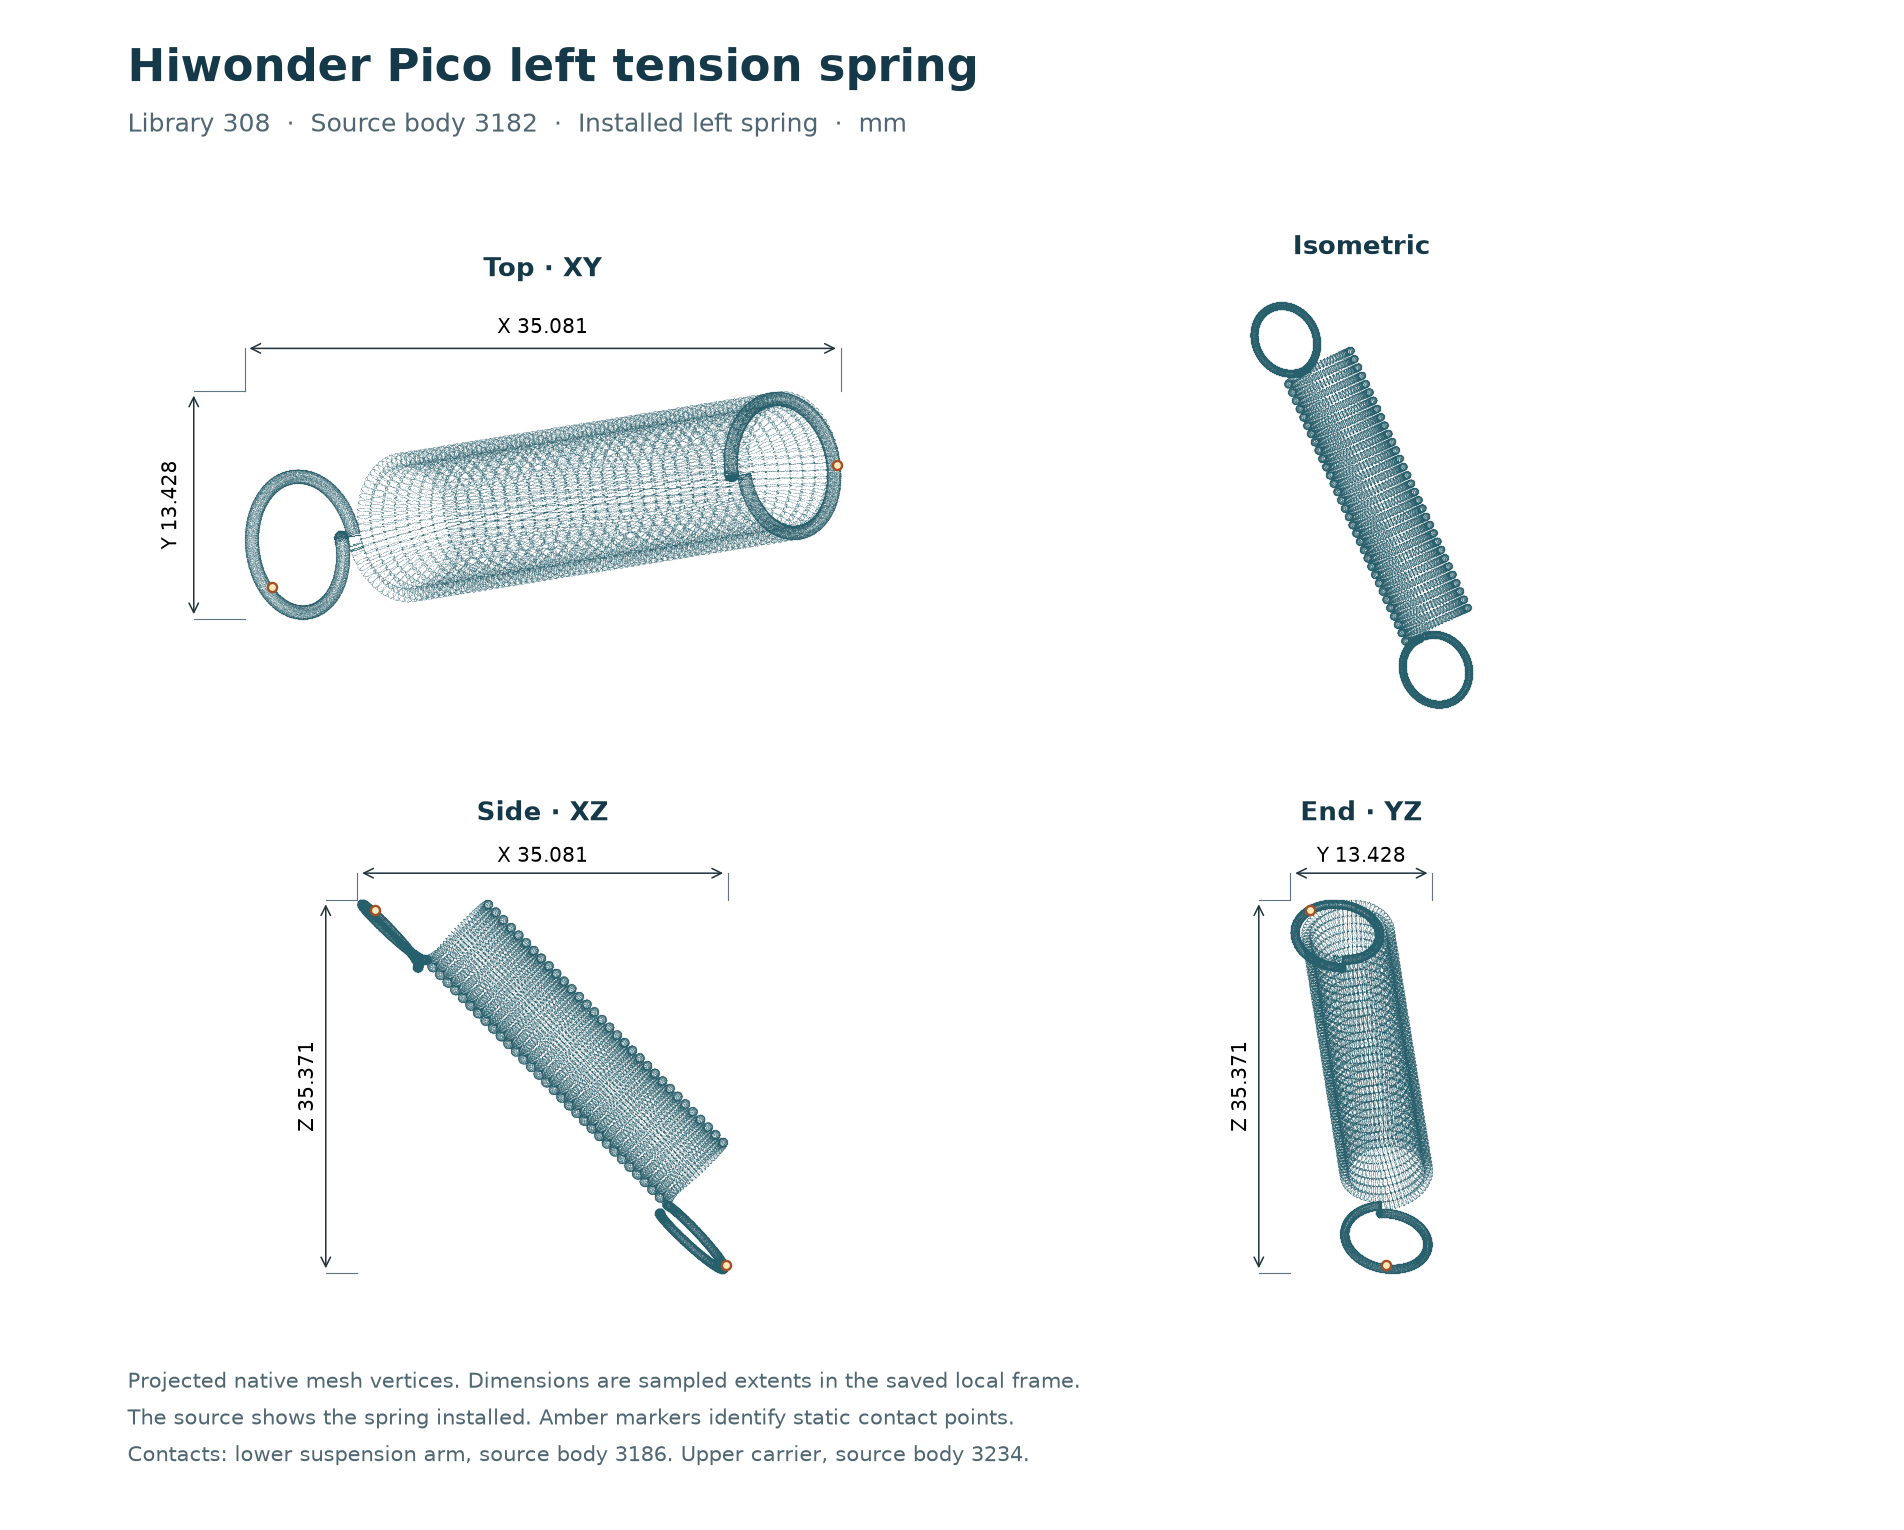 Hiwonder Pico left tension spring
Library 308 · Source body 3182 · Installed left spring · mm
Isometric
Top · XY
X 35.081
Y 13.428
Side · XZ
End · YZ
X 35.081
Y 13.428
Z 35.371
Z 35.371
Projected native mesh vertices. Dimensions are sampled extents in the saved local frame.
The source shows the spring installed. Amber markers identify static contact points.
Contacts: lower suspension arm, source body 3186. Upper carrier, source body 3234.